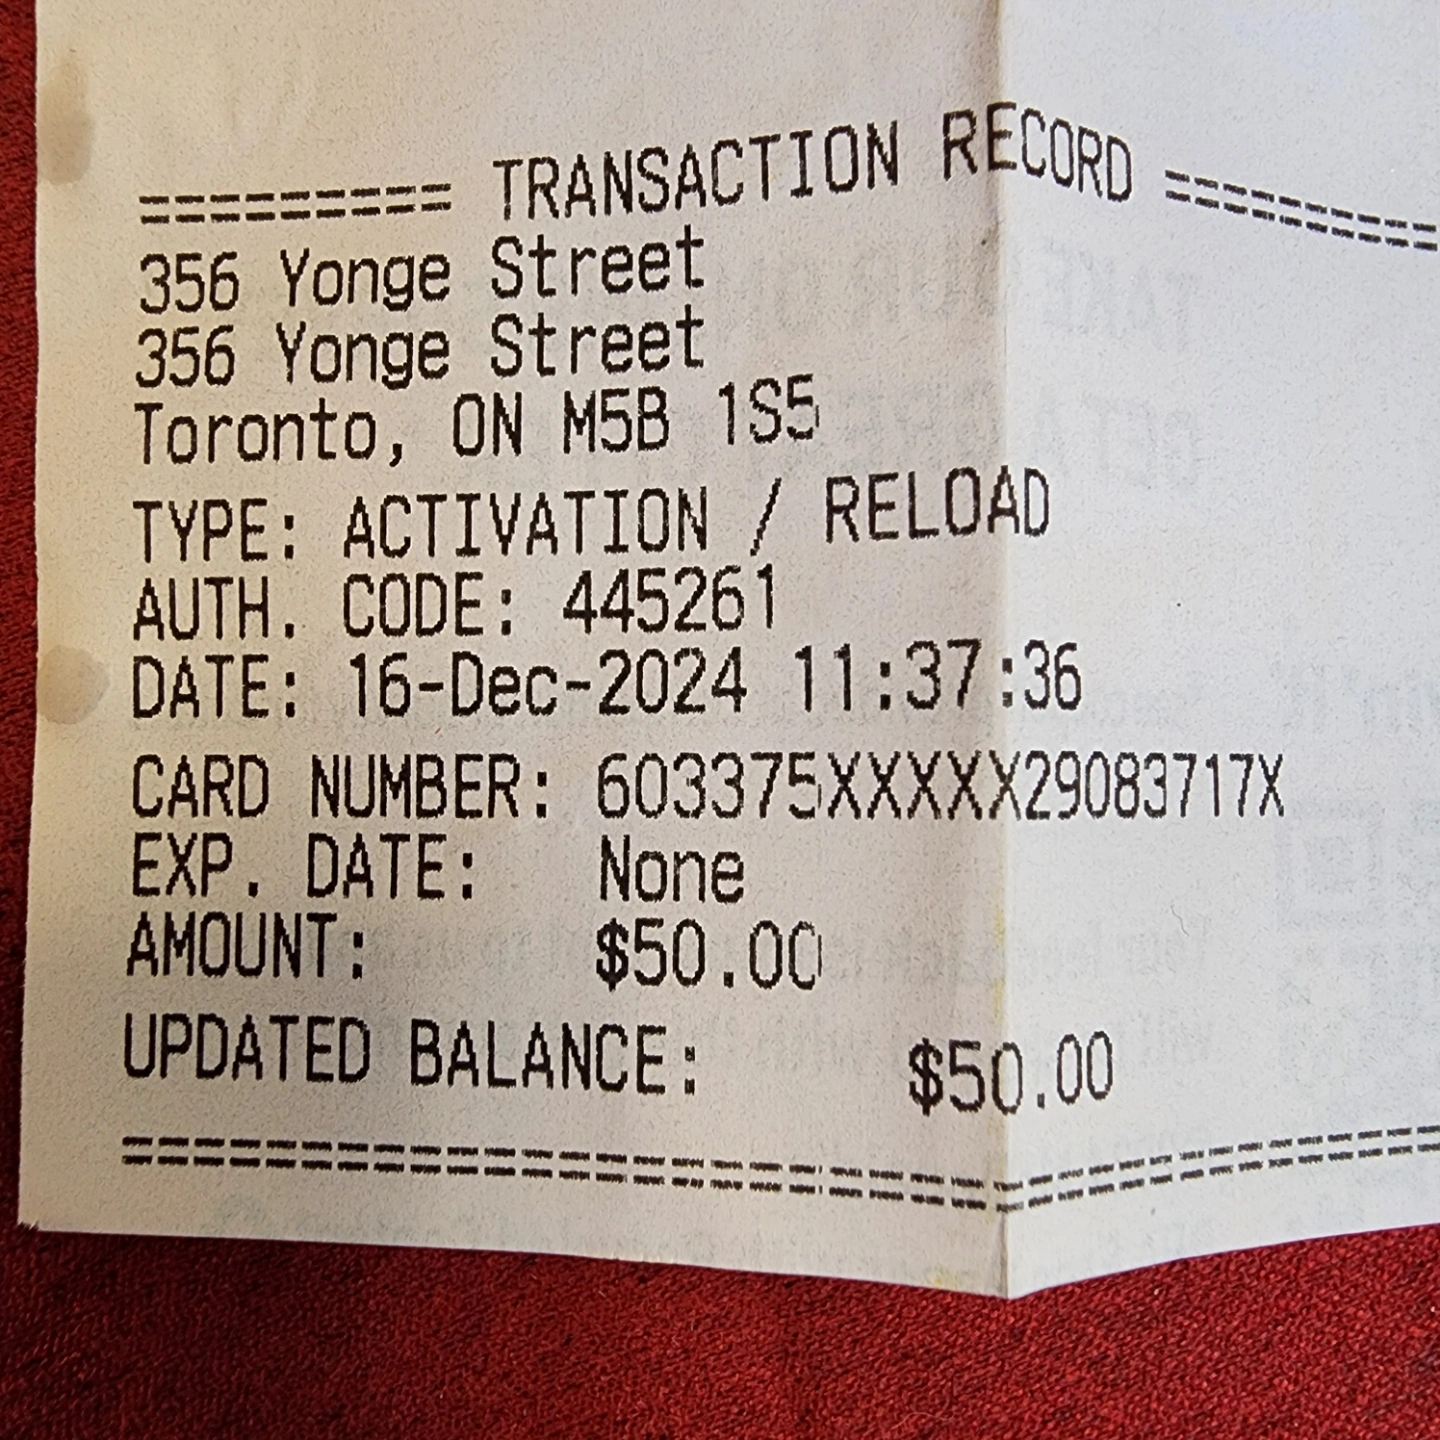 ========= TRANSACTION RECORD ========
356 Yonge Street
356 Yonge Street
Toronto, ON M5B 1S5
TYPE: ACTIVATION / RELOAD
AUTH. CODE: 445261
DATE: 16-Dec-2024 11:37:36
CARD NUMBER: 603375XXXXX29083717X
EXP. DATE: None
AMOUNT: $50.00
UPDATED BALANCE: $50.00